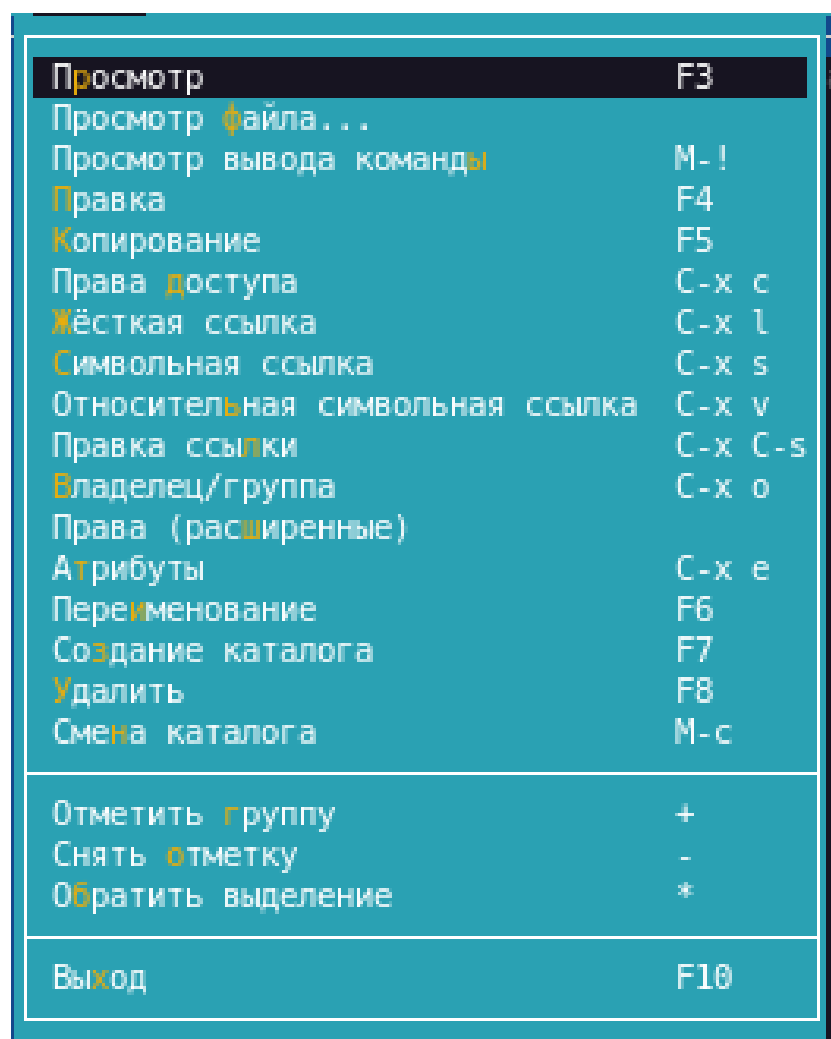 Просмотр F3
Просмотр файла...
Просмотр вывода команды M-!
Правка F4
Копирование F5
Права доступа C-x c
Жёсткая ссылка C-x l
Символьная ссылка C-x s
Относительная символьная ссылка C-x v
Правка ссылки C-x C-s
Владелец/группа C-x o
Права (расширенные)
Атрибуты C-x e
Переименование F6
Создание каталога F7
Удалить F8
Смена каталога M-c
Отметить группу +
Снять отметку -
Обратить выделение *
Выход F10